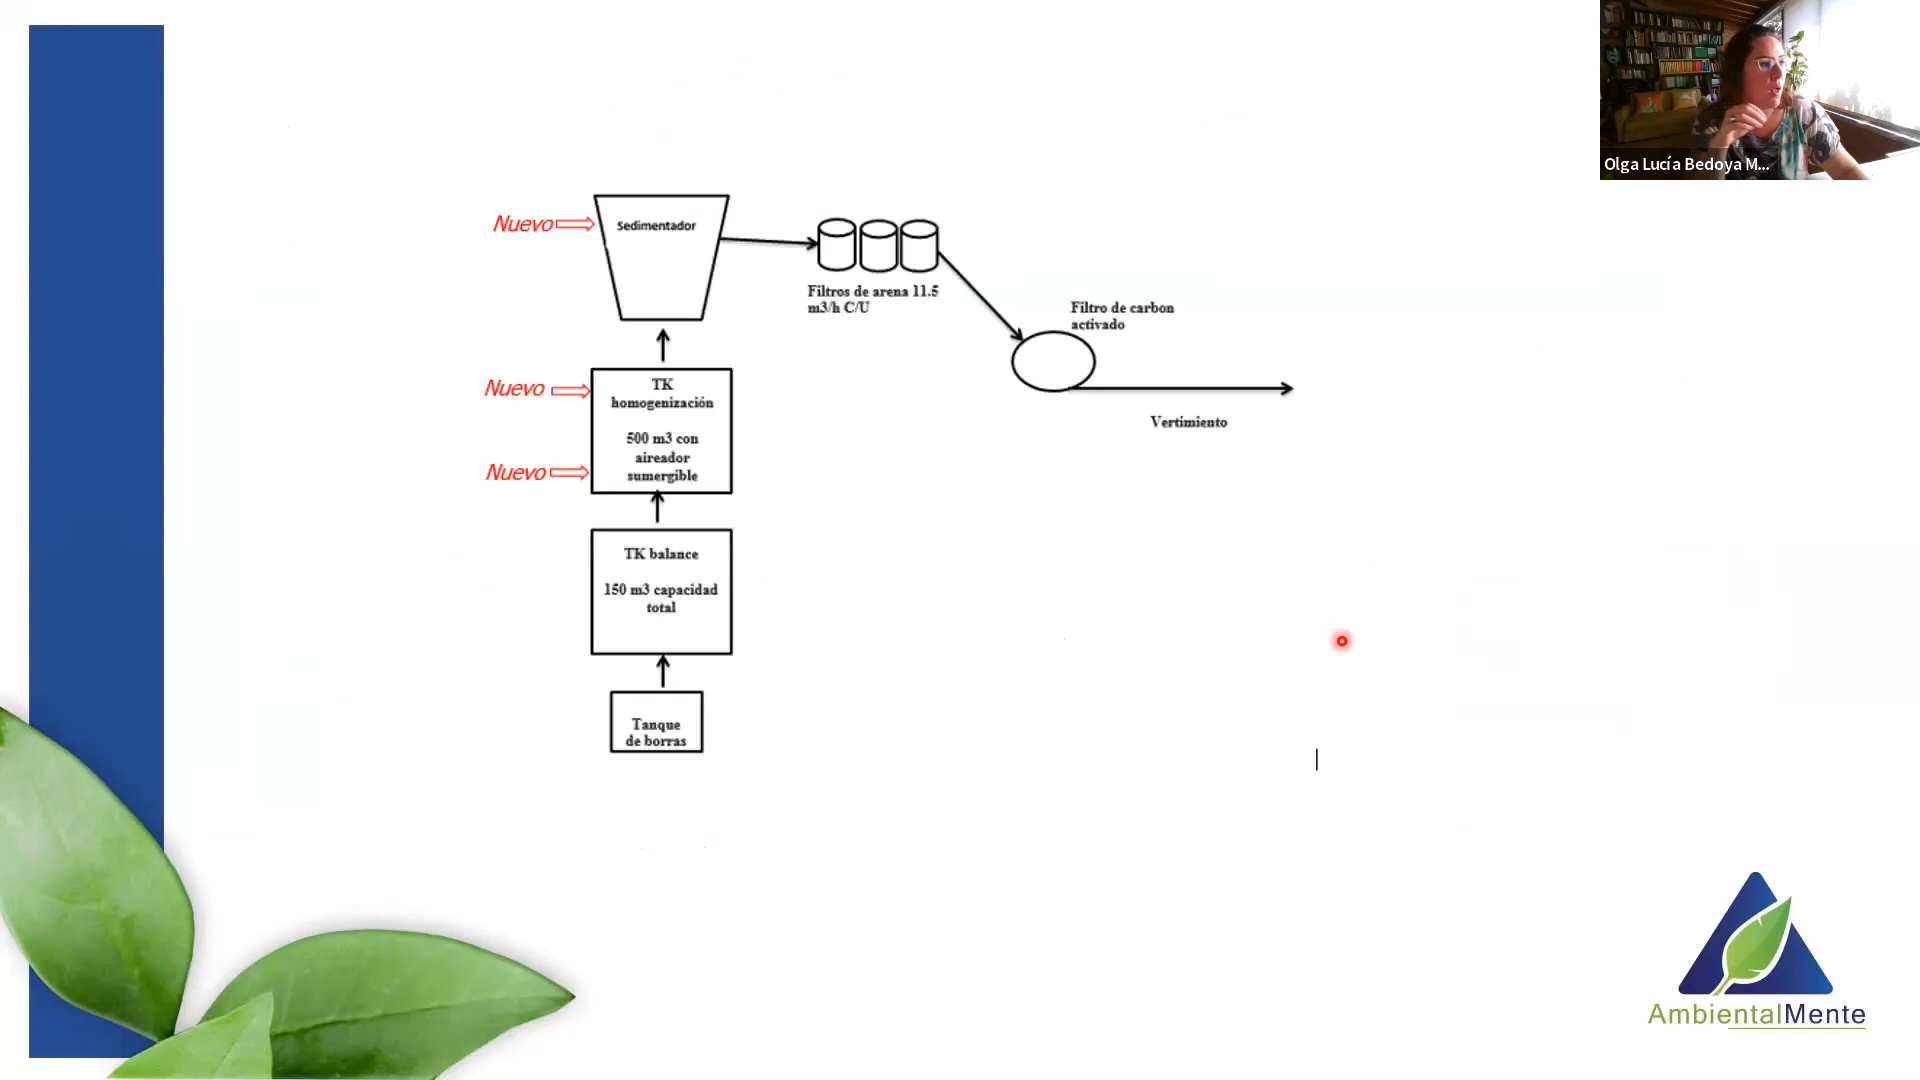 Olga Lucía Bedoya M...
Nuevo
Sedimentador
Filtros de arena 11.5
m3/h C/U
Filtro de carbon
activado
Vertimiento
Nuevo
TK
homogenización
500 m3 con
aireador
sumergible
Nuevo
TK balance
150 m3 capacidad
total
Tanque
de borras
AmbientalMente